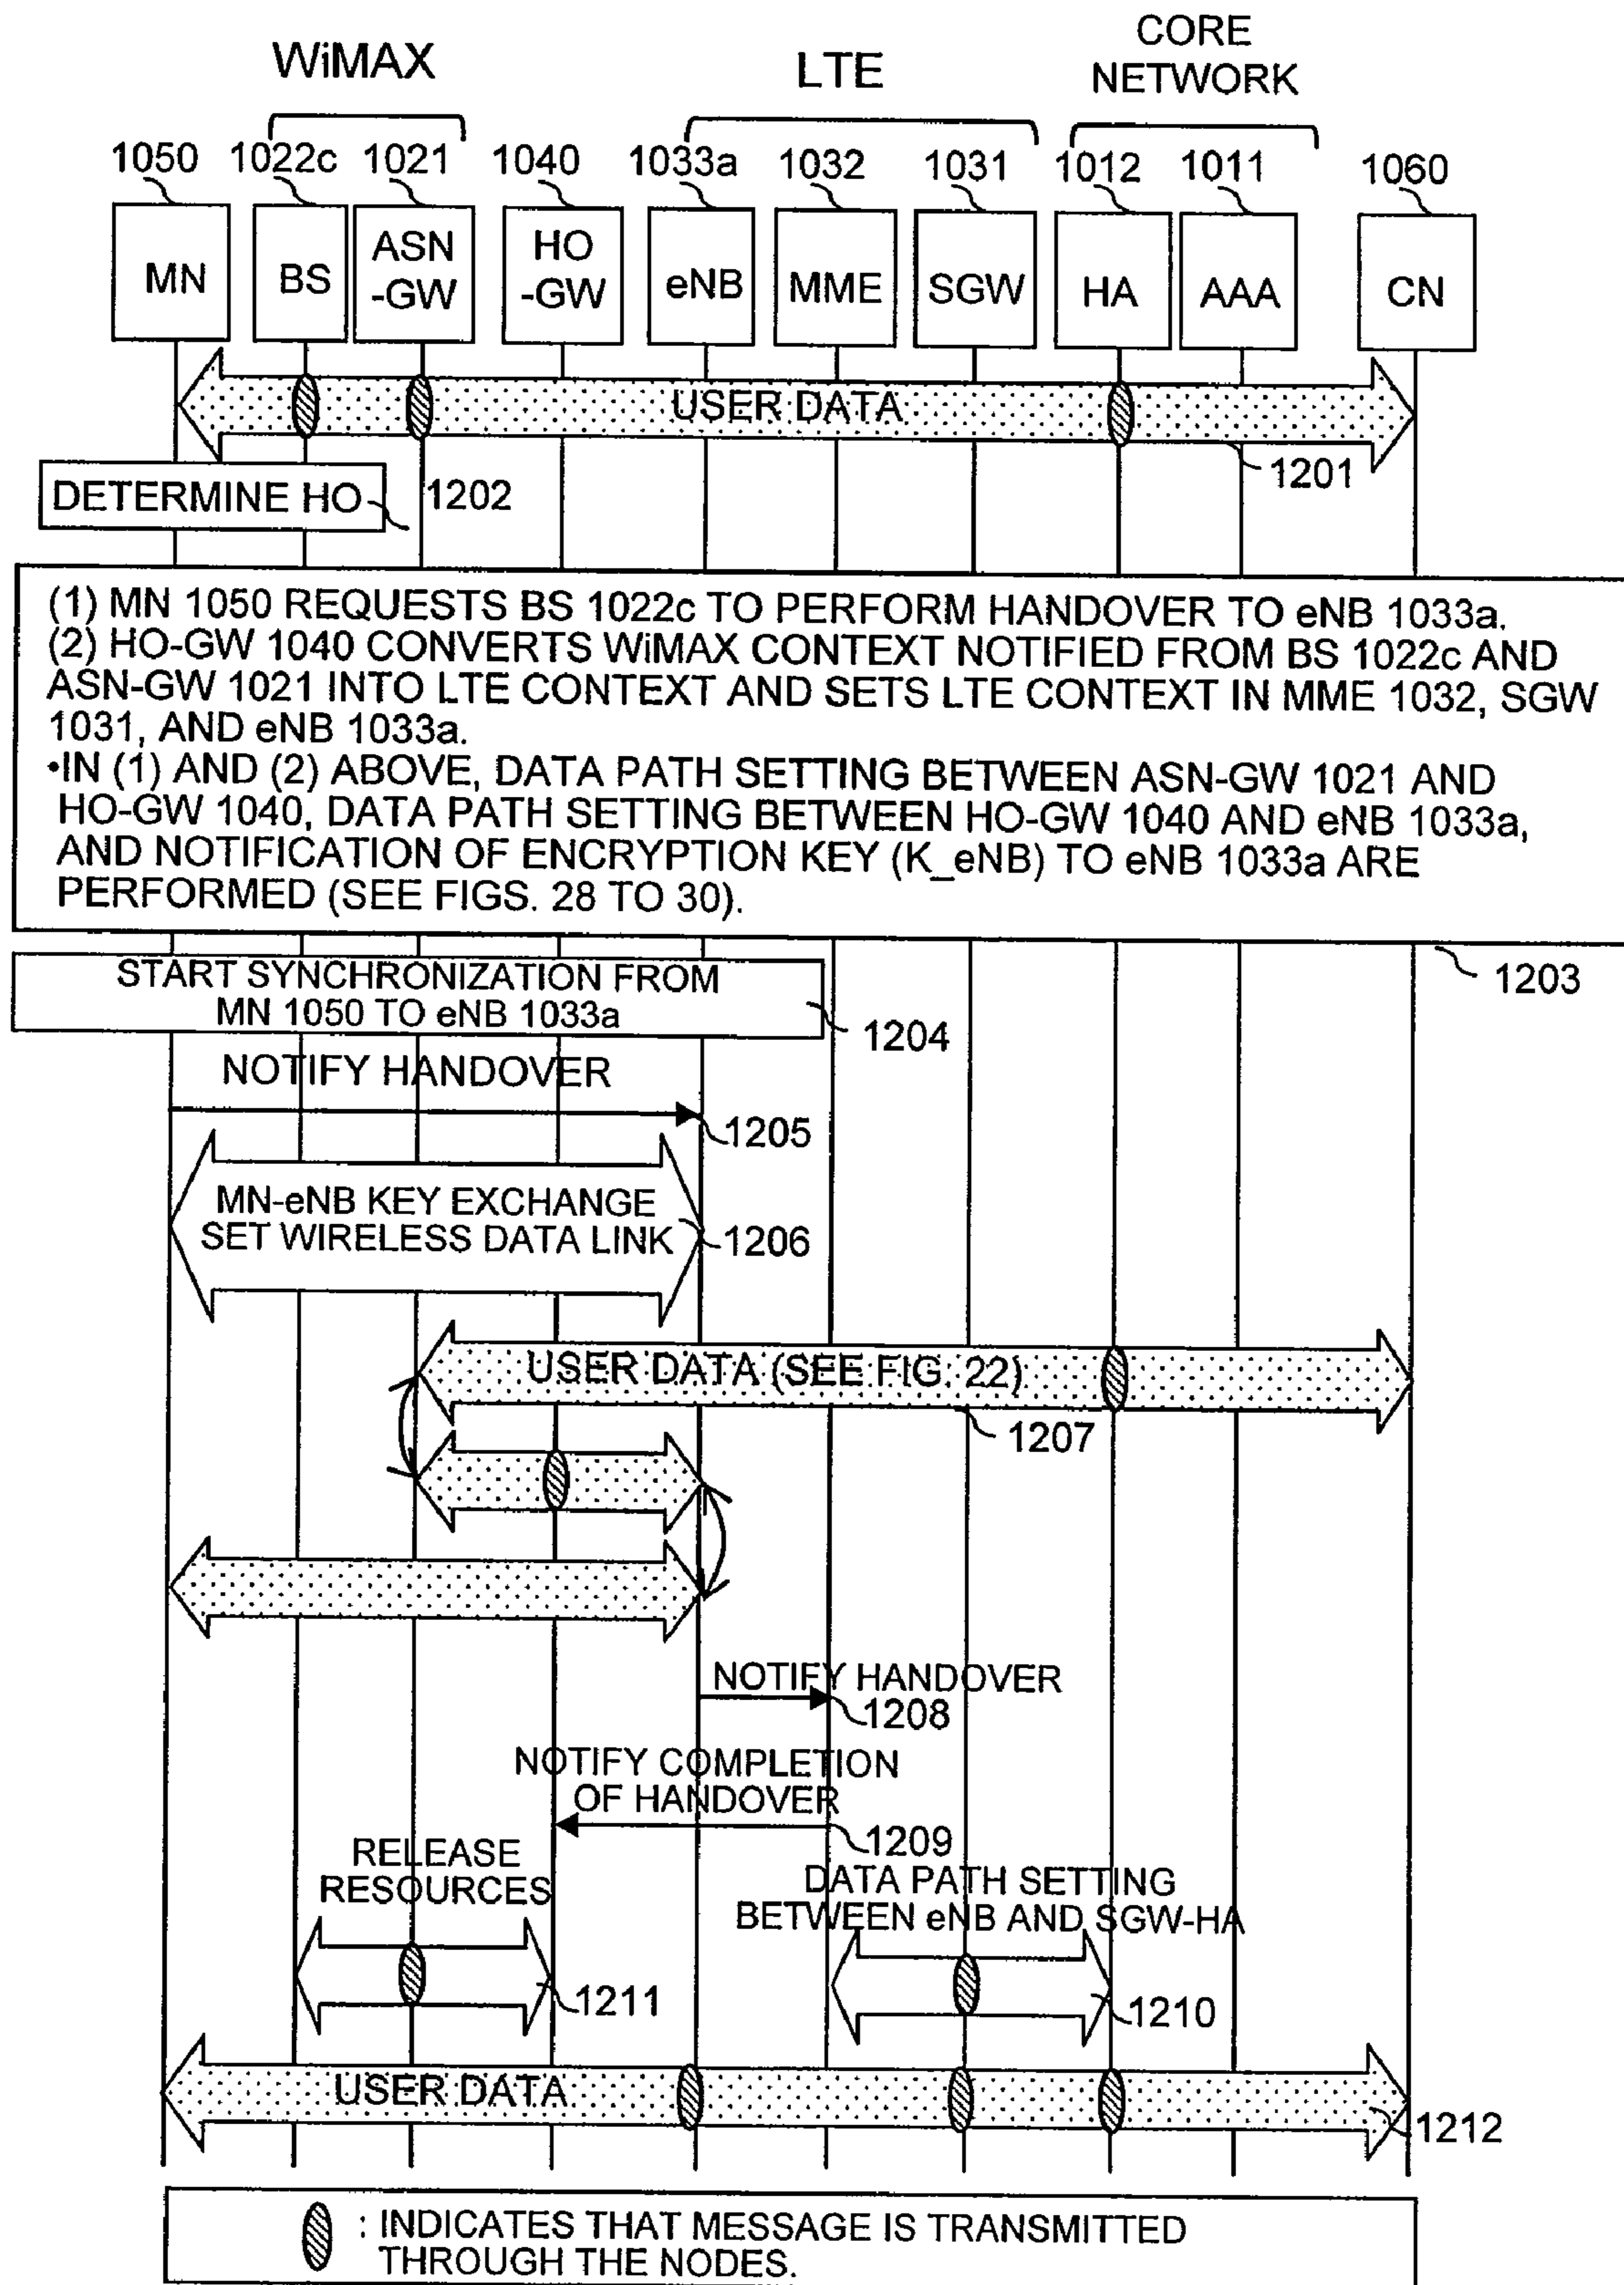 WiMAX
LTE
CORE
NETWORK
1050 1022c 1021 1040 1033a 1032 1031 1012 1011 1060
MN
BS
ASN
-GW
HO
-GW
eNB
MME
SGW
HA
AAA
CN
USER DATA
1201
DETERMINE HO
1202
(1) MN 1050 REQUESTS BS 1022c TO PERFORM HANDOVER TO eNB 1033a.
(2) HO-GW 1040 CONVERTS WiMAX CONTEXT NOTIFIED FROM BS 1022c AND
ASN-GW 1021 INTO LTE CONTEXT AND SETS LTE CONTEXT IN MME 1032, SGW
1031, AND eNB 1033a.
•IN (1) AND (2) ABOVE, DATA PATH SETTING BETWEEN ASN-GW 1021 AND
HO-GW 1040, DATA PATH SETTING BETWEEN HO-GW 1040 AND eNB 1033a,
AND NOTIFICATION OF ENCRYPTION KEY (K_eNB) TO eNB 1033a ARE
PERFORMED (SEE FIGS. 28 TO 30).
1203
START SYNCHRONIZATION FROM
MN 1050 TO eNB 1033a
1204
NOTIFY HANDOVER
1205
MN-eNB KEY EXCHANGE
SET WIRELESS DATA LINK
1206
USER DATA (SEE FIG. 22)
1207
NOTIFY HANDOVER
1208
NOTIFY COMPLETION
OF HANDOVER
1209
RELEASE
RESOURCES
1211
DATA PATH SETTING
BETWEEN eNB AND SGW-HA
1210
USER DATA
1212
: INDICATES THAT MESSAGE IS TRANSMITTED
THROUGH THE NODES.